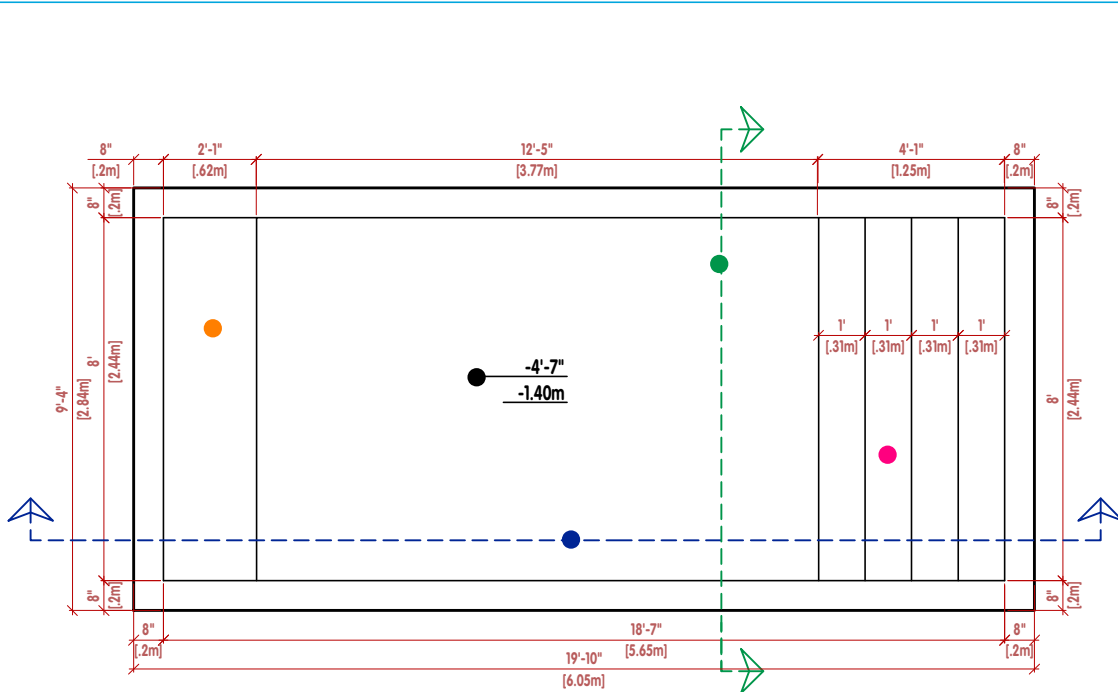 8" 2'-1" 12'-5" 4'-1" 8"
[.2m] [.62m] [3.77m] [1.25m] [.2m]
8" [.2m]
8" [.2m]
1' 1' 1' 1'
[.31m] [.31m] [.31m] [.31m]
8' [2.44m]
9'-4" [2.84m]
-4'-7"
-1.40m
8' [2.44m]
8" [.2m]
8" [.2m]
8" 18'-7" 8"
[.2m] [5.65m] [.2m]
19'-10"
[6.05m]